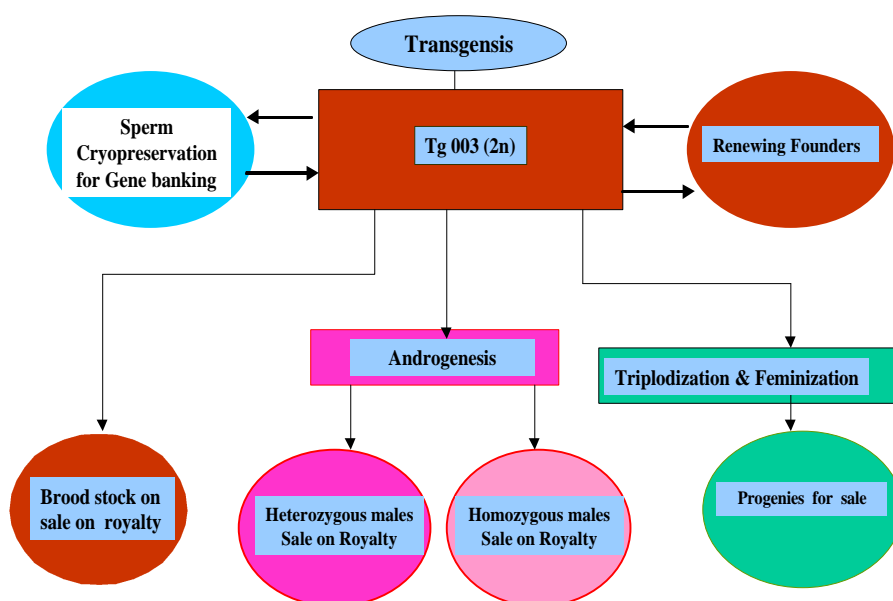 Transgensis
Sperm
Cryopreservation
for Gene banking
Tg 003 (2n)
Renewing Founders
Androgenesis
Triplodization & Feminization
Brood stock on
sale on royalty
Heterozygous males
Sale on Royalty
Homozygous males
Sale on Royalty
Progenies for sale